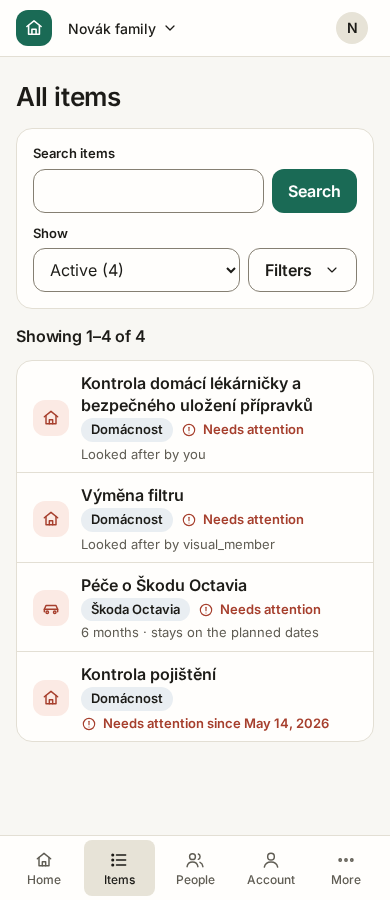 Novák family
N
All items
Search items
Search
Show
Active (4)
Filters
Showing 1–4 of 4
Kontrola domácí lékárničky a
bezpečného uložení přípravků
Domácnost
Needs attention
Looked after by you
Výměna filtru
Domácnost
Needs attention
Looked after by visual_member
Péče o Škodu Octavia
Škoda Octavia
Needs attention
6 months · stays on the planned dates
Kontrola pojištění
Domácnost
Needs attention since May 14, 2026
Home
Items
People
Account
More